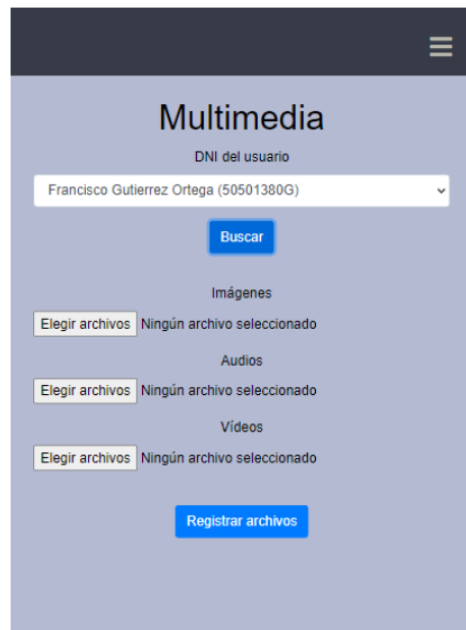 Multimedia
DNI del usuario
Francisco Gutierrez Ortega (50501380G)
Buscar
Imágenes
Elegir archivos Ningún archivo seleccionado
Audios
Elegir archivos Ningún archivo seleccionado
Vídeos
Elegir archivos Ningún archivo seleccionado
Registrar archivos